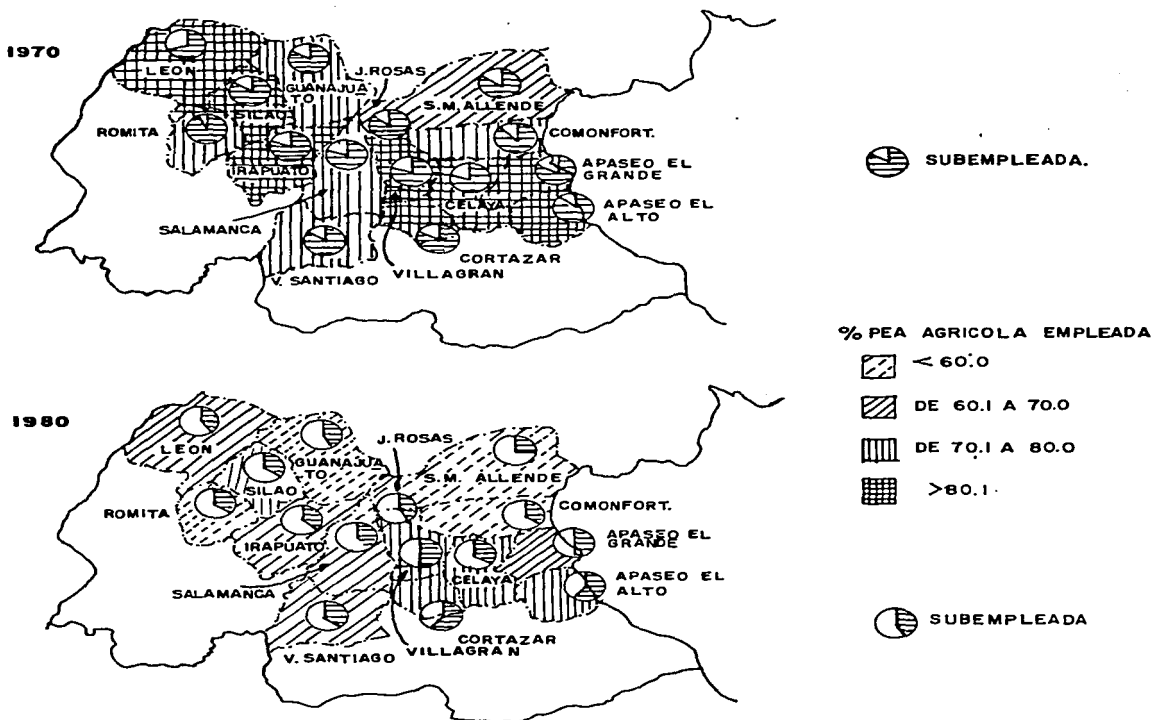 1970
LEON
GUANAJUA
TO
J. ROSAS
S.M. ALLENDE
SILAO
ROMITA
COMONFORT.
IRAPUATO
APASEO EL
GRANDE
CELAYA
APASEO EL
ALTO
SALAMANCA
CORTAZAR
V. SANTIAGO
VILLAGRAN
SUBEMPLEADA.
% PEA AGRICOLA EMPLEADA
< 60.0
DE 60.1 A 70.0
DE 70.1 A 80.0
>80.1
1980
J. ROSAS
LEON
GUANAJUA
TO
S.M. ALLENDE
SILAO
ROMITA
COMONFORT.
IRAPUATO
APASEO EL
GRANDE
CELAYA
APASEO EL
ALTO
SALAMANCA
CORTAZAR
VILLAGRAN
V. SANTIAGO
SUBEMPLEADA